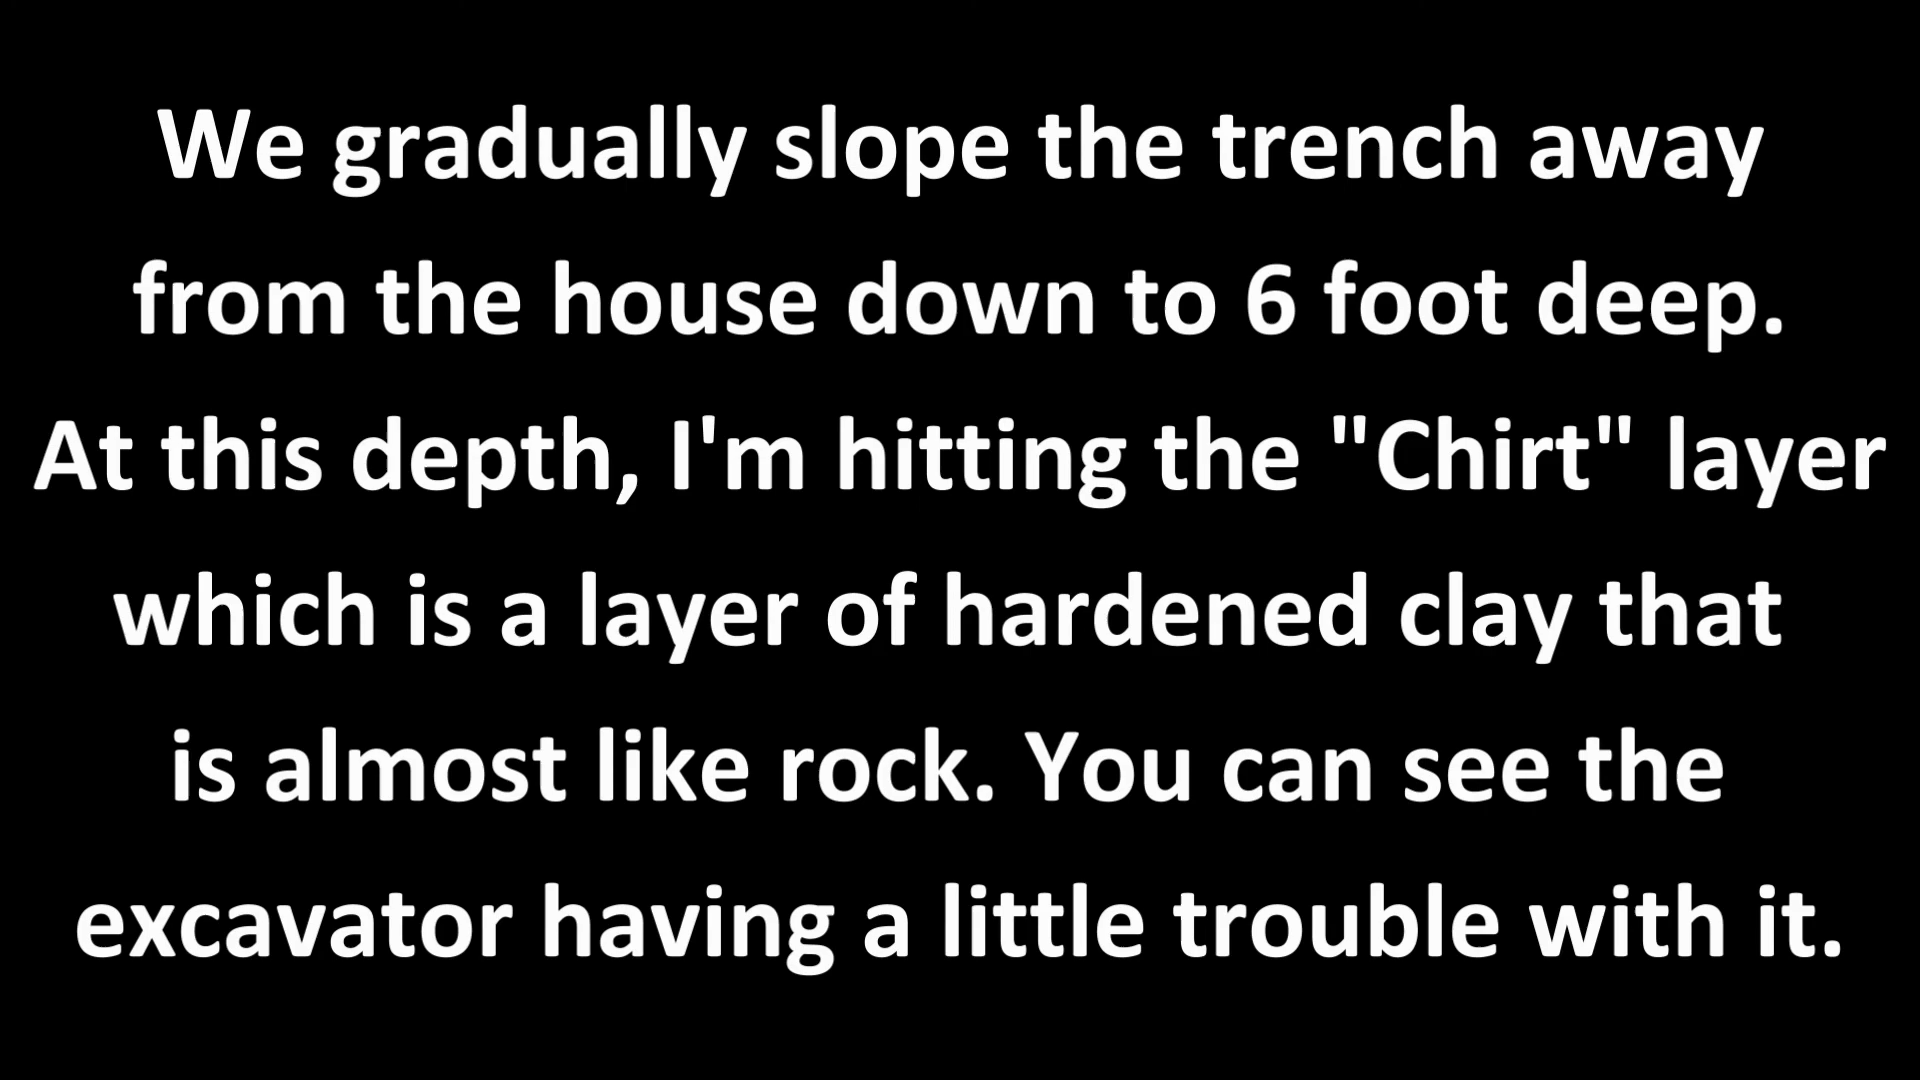 We gradually slope the trench away
from the house down to 6 foot deep.
At this depth, I'm hitting the "Chirt" layer
which is a layer of hardened clay that
is almost like rock. You can see the
excavator having a little trouble with it.